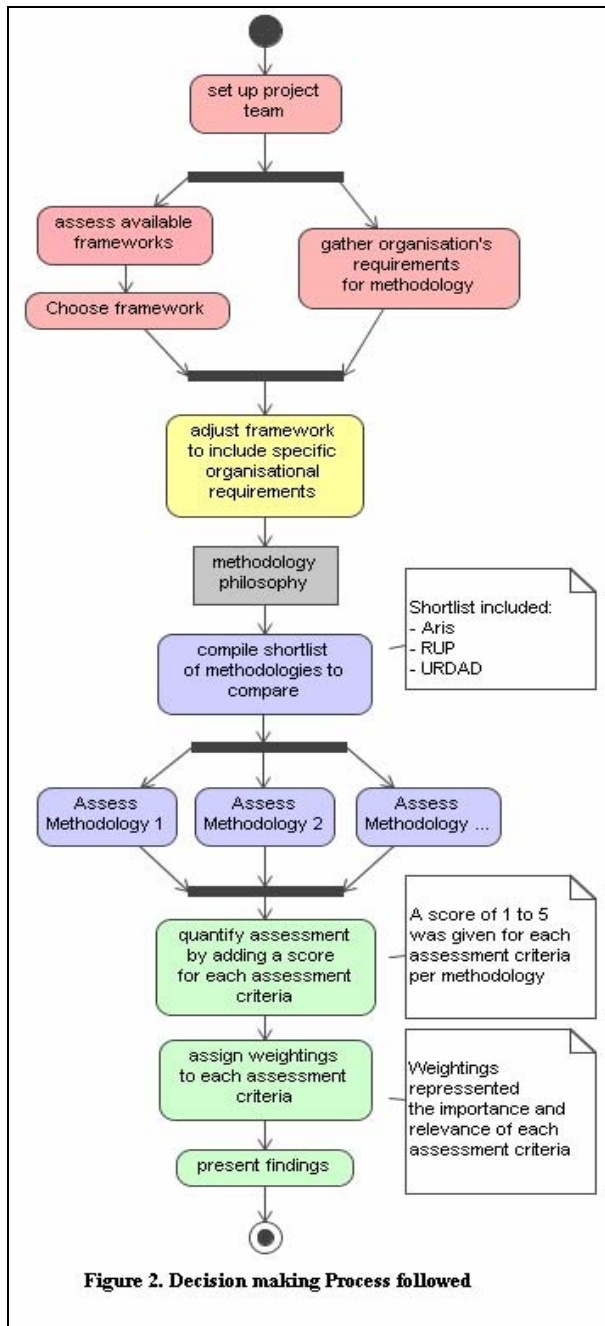 set up project
team
assess available
frameworks
gather organisation's
requirements
for methodology
Choose framework
adjust framework
to include specific
organisational
requirements
methodology
philosophy
compile shortlist
of methodologies to
compare
Shortlist included:
- Aris
- RUP
- URDAD
Assess
Methodology 1
Assess
Methodology 2
Assess
Methodology ...
quantify assessment
by adding a score
for each assessment
criteria
A score of 1 to 5
was given for each
assessment criteria
per methodology
assign weightings
to each assessment
criteria
Weightings
repressented
the importance and
relevance of each
assessment criteria
present findings
Figure 2. Decision making Process followed